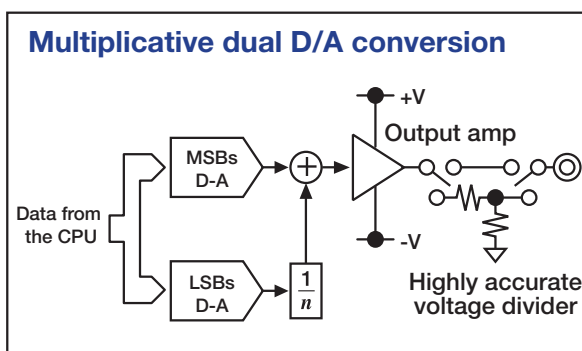 Multiplicative dual D/A conversion
+V
Output amp
MSBs
D-A
+
Data from
the CPU
-V
LSBs
D-A
1
n
Highly accurate
voltage divider